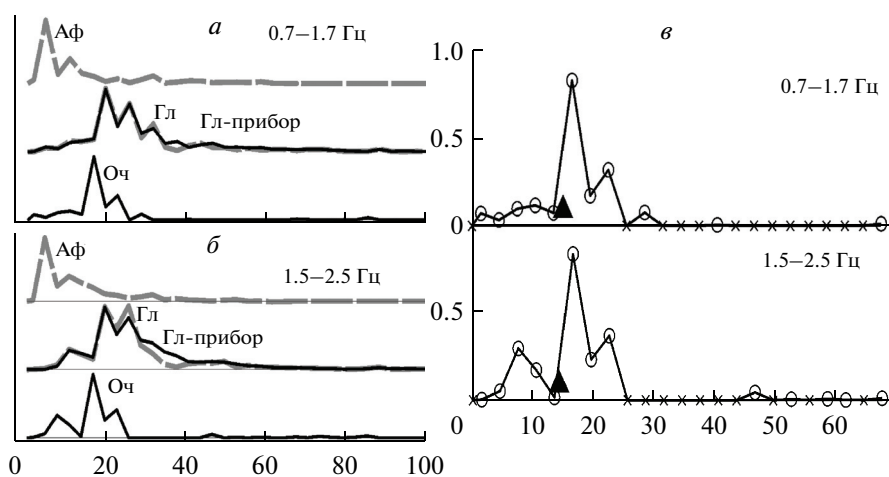 а
0.7–1.7 Гц
Аф
Гл
Гл-прибор
Оч
б
1.5–2.5 Гц
Аф
Гл
Гл-прибор
Оч
0 20 40 60 80 100
в
1.0
0.7–1.7 Гц
0.5
0
1.5–2.5 Гц
0.5
0 10 20 30 40 50 60